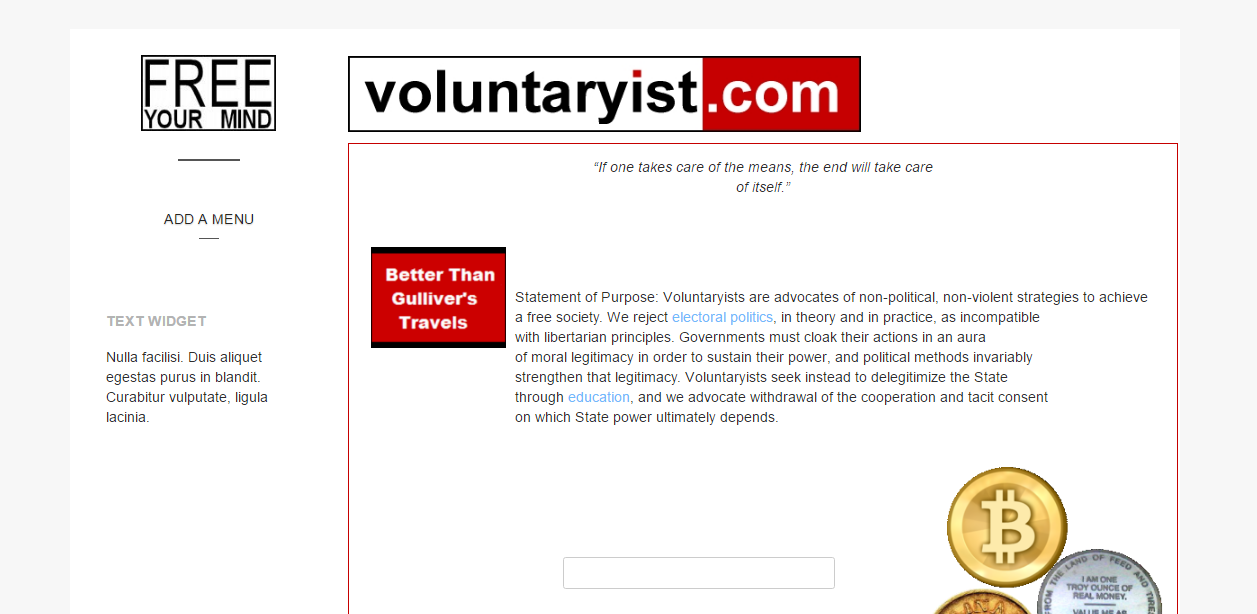 FREE
YOUR MIND
voluntaryist.com
“If one takes care of the means, the end will take care
of itself.”
ADD A MENU
Better Than
Gulliver's
Travels
Statement of Purpose: Voluntaryists are advocates of non-political, non-violent strategies to achieve
a free society. We reject electoral politics, in theory and in practice, as incompatible
with libertarian principles. Governments must cloak their actions in an aura
of moral legitimacy in order to sustain their power, and political methods invariably
strengthen that legitimacy. Voluntaryists seek instead to delegitimize the State
through education, and we advocate withdrawal of the cooperation and tacit consent
on which State power ultimately depends.
TEXT WIDGET
Nulla facilisi. Duis aliquet
egestas purus in blandit.
Curabitur vulputate, ligula
lacinia.
B
FROM THE LAND OF FEED AND
I AM ONE
TROY OUNCE OF
REAL MONEY.
VALUE ME AS